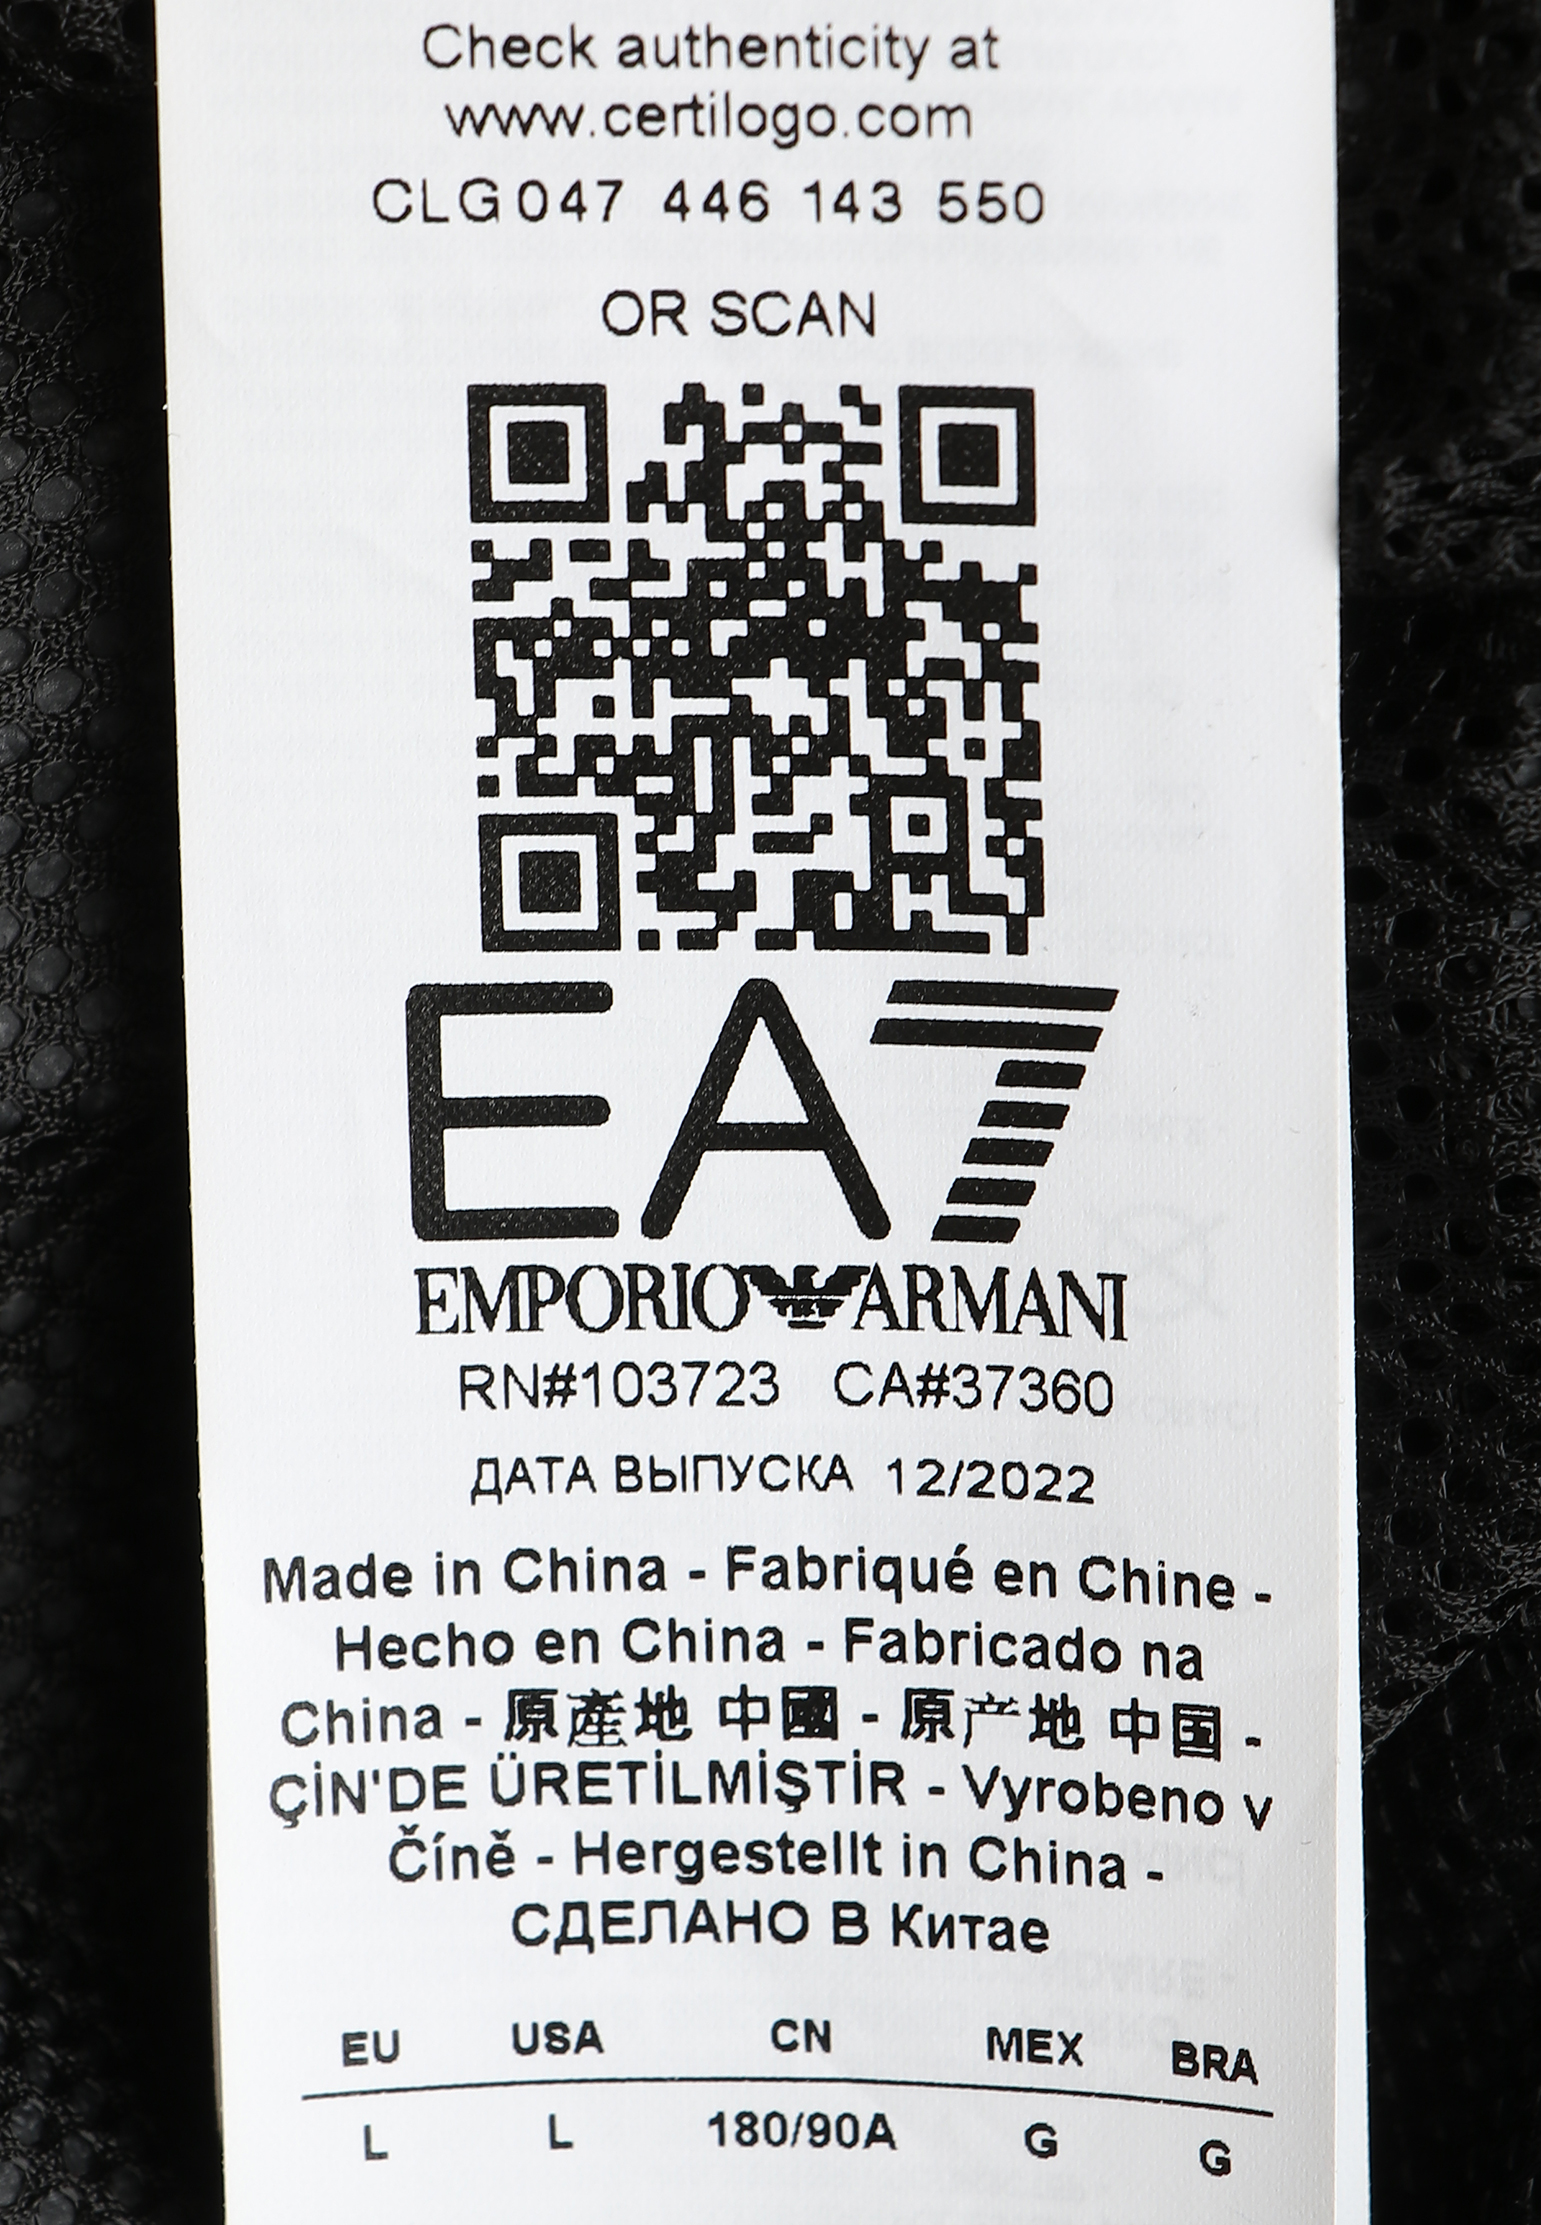 Check authenticity at
www.certilogo.com
CLG 047 446 143 550
OR SCAN
EA7
EMPORIO ARMANI
RN#103723 CA#37360
ДАТА ВЫПУСКА 12/2022
Made in China - Fabriqué en Chine -
Hecho en China - Fabricado na
China - 原產地 中國 - 原产地 中国 -
ÇİN'DE ÜRETİLMİŞTİR - Vyrobeno v
Číně - Hergestellt in China -
СДЕЛАНО В Китае
EU USA CN MEX BRA
L L 180/90A G G